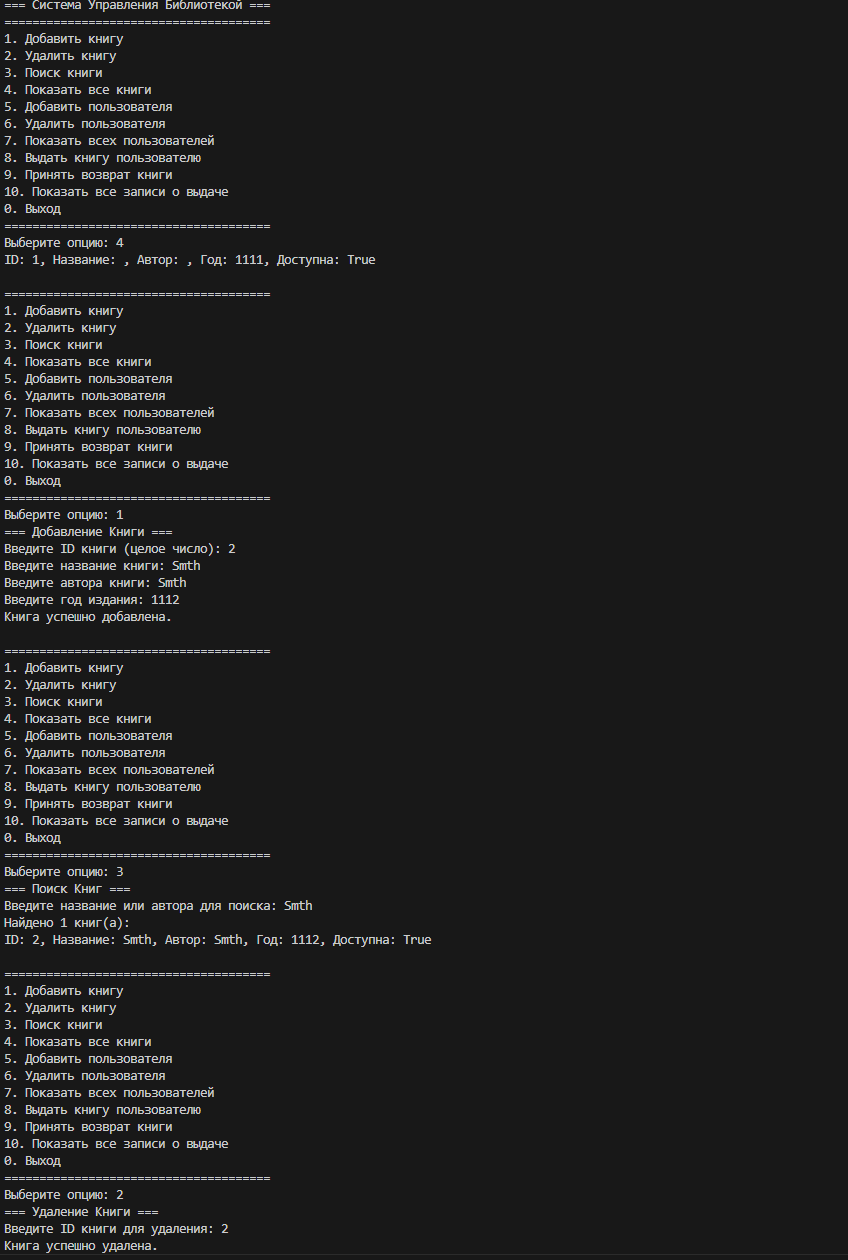 === Система Управления Библиотекой ===
======================================
1. Добавить книгу
2. Удалить книгу
3. Поиск книги
4. Показать все книги
5. Добавить пользователя
6. Удалить пользователя
7. Показать всех пользователей
8. Выдать книгу пользователю
9. Принять возврат книги
10. Показать все записи о выдаче
0. Выход
======================================
Выберите опцию: 4
ID: 1, Название: , Автор: , Год: 1111, Доступна: True
======================================
1. Добавить книгу
2. Удалить книгу
3. Поиск книги
4. Показать все книги
5. Добавить пользователя
6. Удалить пользователя
7. Показать всех пользователей
8. Выдать книгу пользователю
9. Принять возврат книги
10. Показать все записи о выдаче
0. Выход
======================================
Выберите опцию: 1
=== Добавление Книги ===
Введите ID книги (целое число): 2
Введите название книги: Smth
Введите автора книги: Smth
Введите год издания: 1112
Книга успешно добавлена.
======================================
1. Добавить книгу
2. Удалить книгу
3. Поиск книги
4. Показать все книги
5. Добавить пользователя
6. Удалить пользователя
7. Показать всех пользователей
8. Выдать книгу пользователю
9. Принять возврат книги
10. Показать все записи о выдаче
0. Выход
======================================
Выберите опцию: 3
=== Поиск Книг ===
Введите название или автора для поиска: Smth
Найдено 1 книг(а):
ID: 2, Название: Smth, Автор: Smth, Год: 1112, Доступна: True
======================================
1. Добавить книгу
2. Удалить книгу
3. Поиск книги
4. Показать все книги
5. Добавить пользователя
6. Удалить пользователя
7. Показать всех пользователей
8. Выдать книгу пользователю
9. Принять возврат книги
10. Показать все записи о выдаче
0. Выход
======================================
Выберите опцию: 2
=== Удаление Книги ===
Введите ID книги для удаления: 2
Книга успешно удалена.